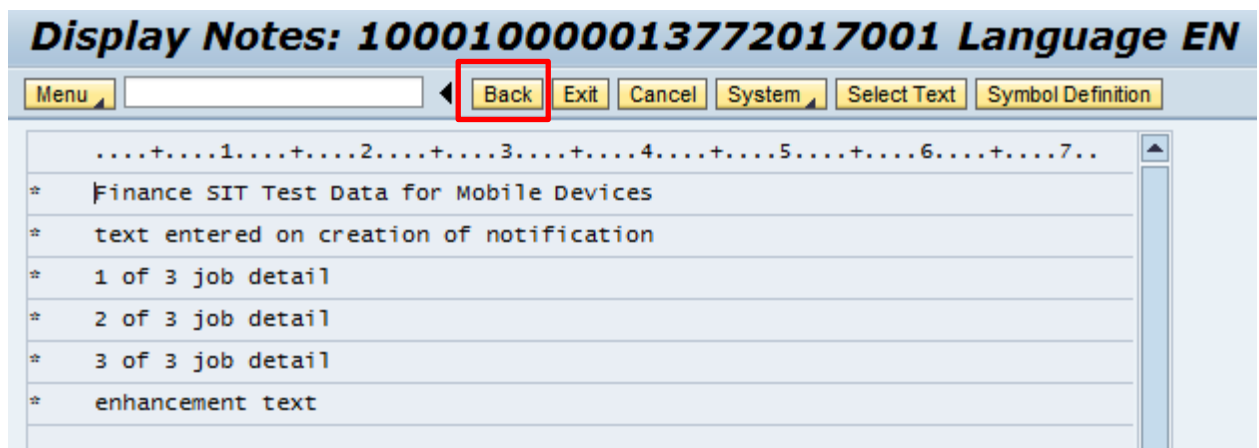 Display Notes: 100010000013772017001 Language EN
Menu Back Exit Cancel System Select Text Symbol Definition
....+....1....+....2....+....3....+....4....+....5....+....6....+....7..
* Finance SIT Test Data for Mobile Devices
* text entered on creation of notification
* 1 of 3 job detail
* 2 of 3 job detail
* 3 of 3 job detail
* enhancement text